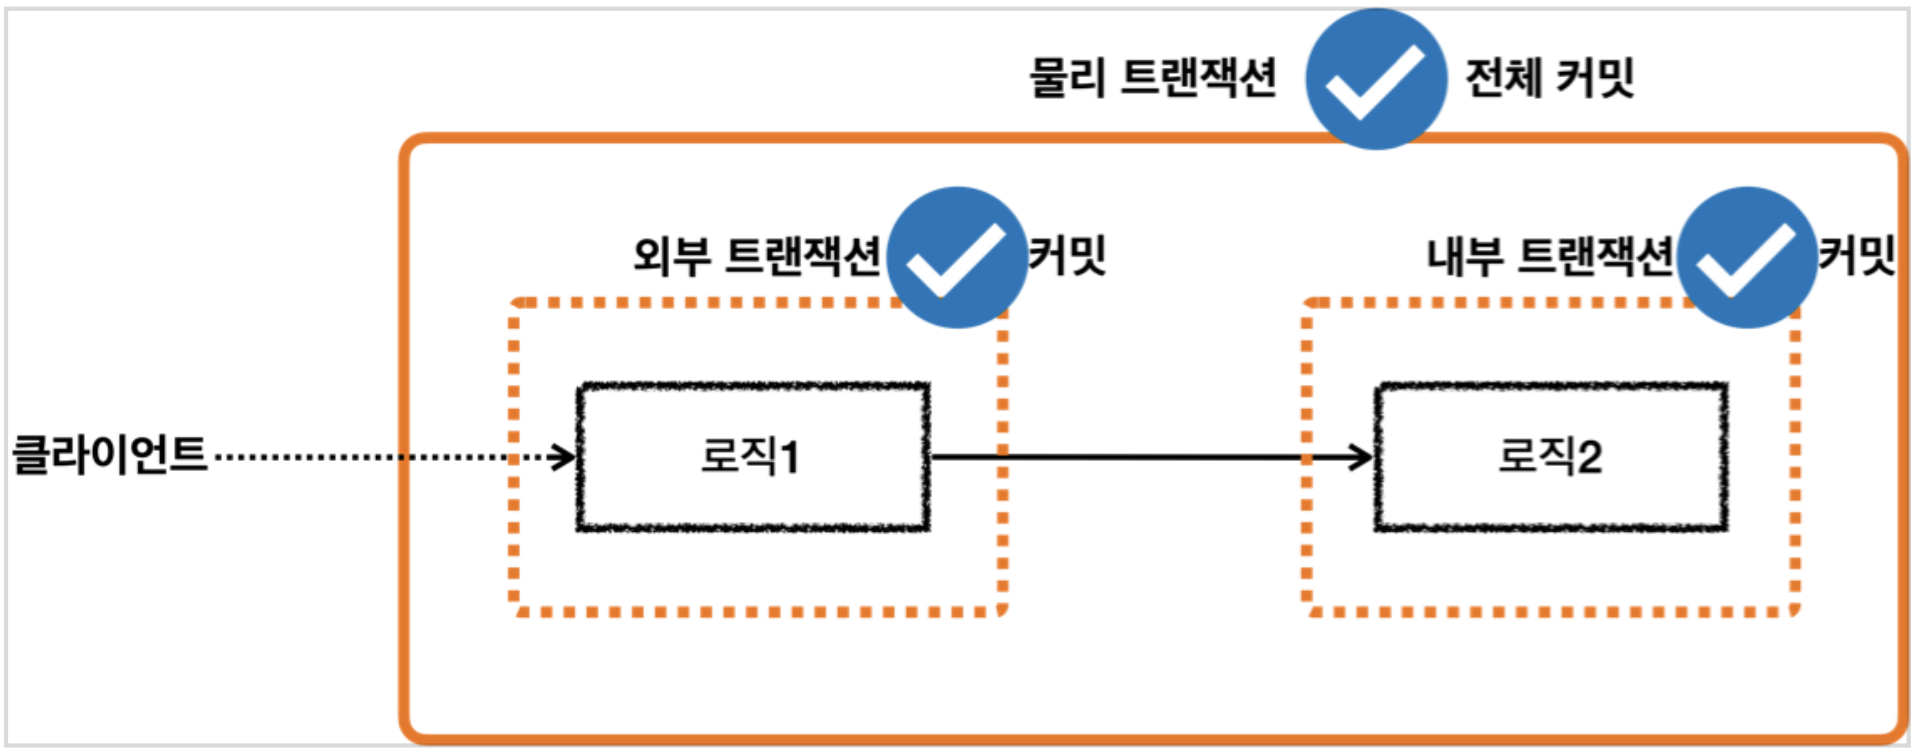 물리 트랜잭션 전체 커밋
외부 트랜잭션 커밋
내부 트랜잭션 커밋
클라이언트
로직1
로직2